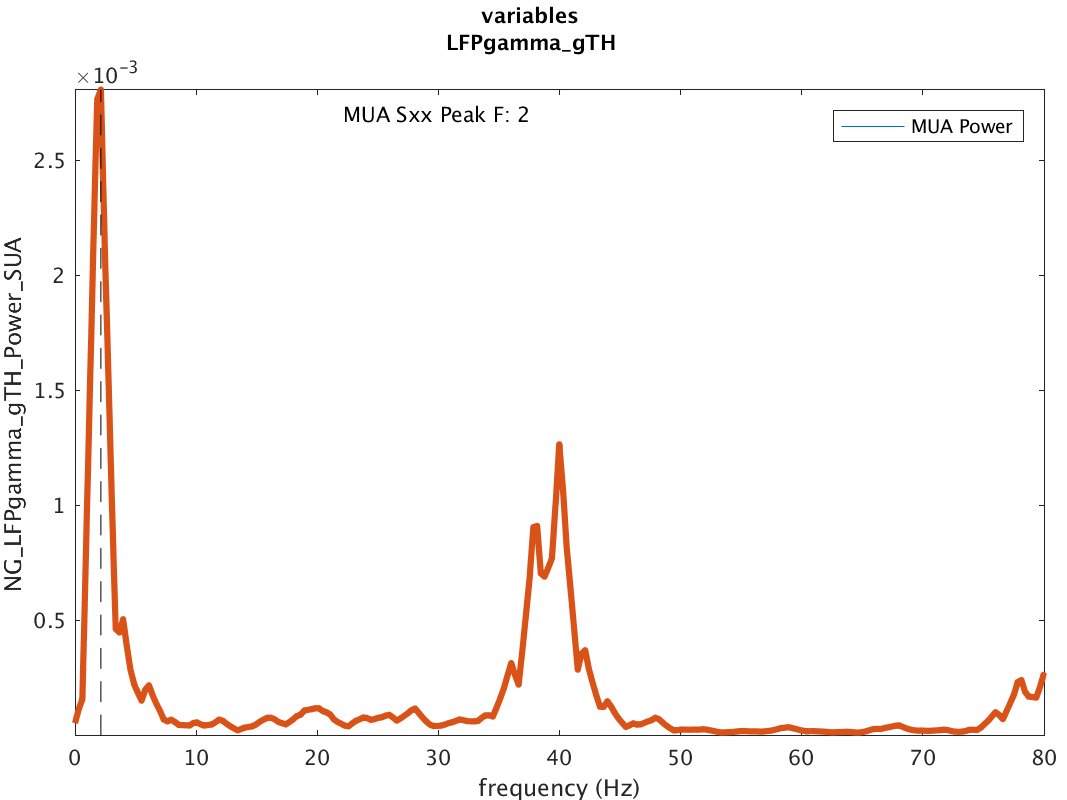 variables
LFPgamma_gTH
×10⁻³
MUA Sxx Peak F: 2
MUA Power
2.5
2
1.5
1
0.5
NG_LFPgamma_gTH_Power_SUA
0 10 20 30 40 50 60 70 80
frequency (Hz)